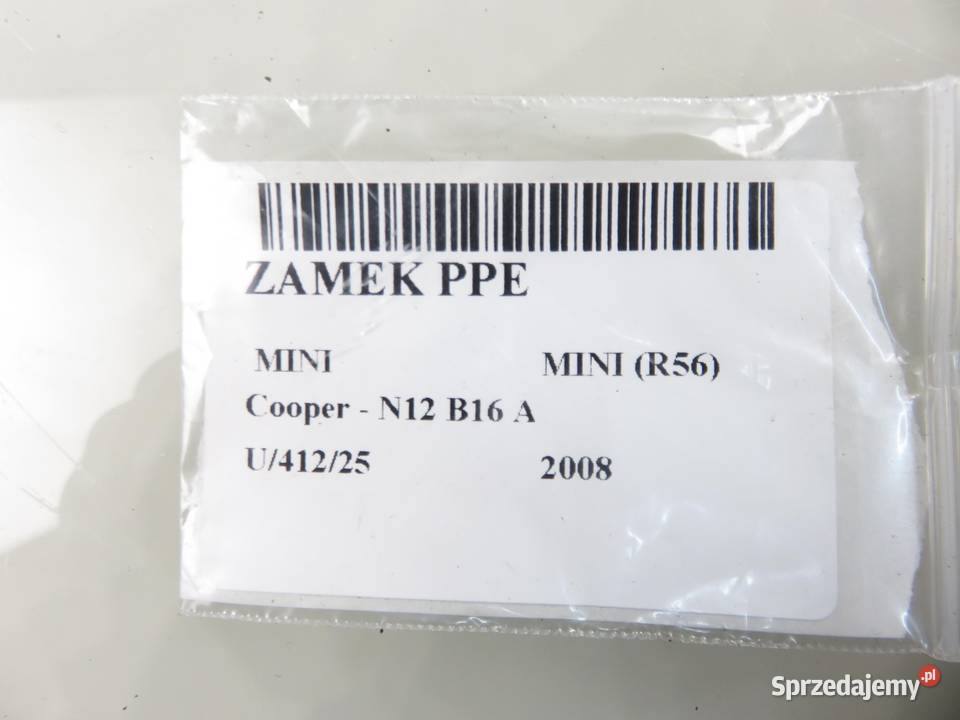 ZAMEK PPE
MINI MINI (R56)
Cooper - N12 B16 A
U/412/25 2008
Sprzedajemy.pl